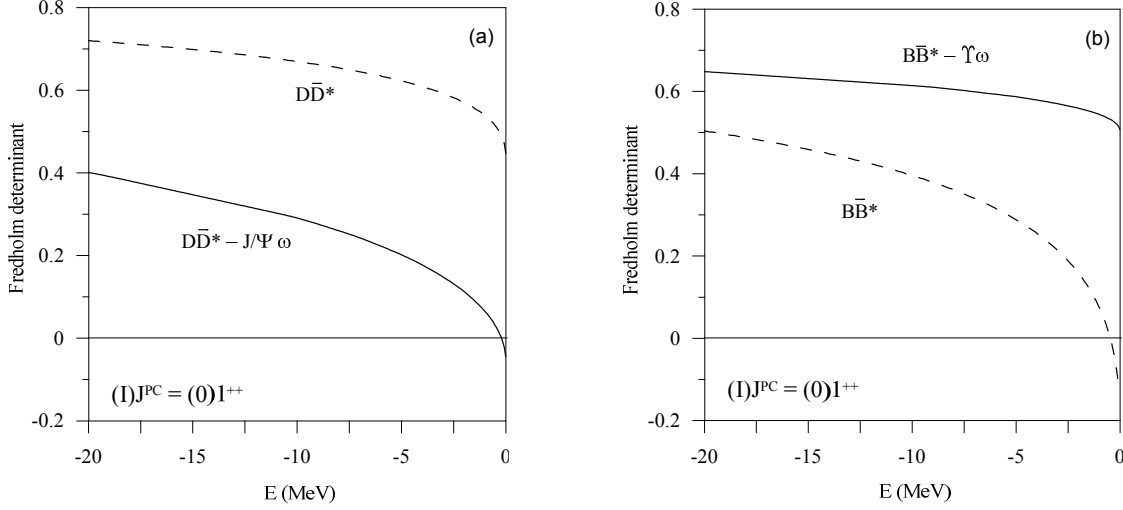 0.8
0.6
0.4
0.2
0
-0.2
Fredholm determinant
(a)
DD̄*
DD̄* – J/Ψ ω
(I)Jᴾᶜ = (0)1⁺⁺
-20
-15
-10
-5
0
E (MeV)
0.8
0.6
0.4
0.2
0
-0.2
Fredholm determinant
(b)
BB̄* – ϒω
BB̄*
(I)Jᴾᶜ = (0)1⁺⁺
-20
-15
-10
-5
0
E (MeV)